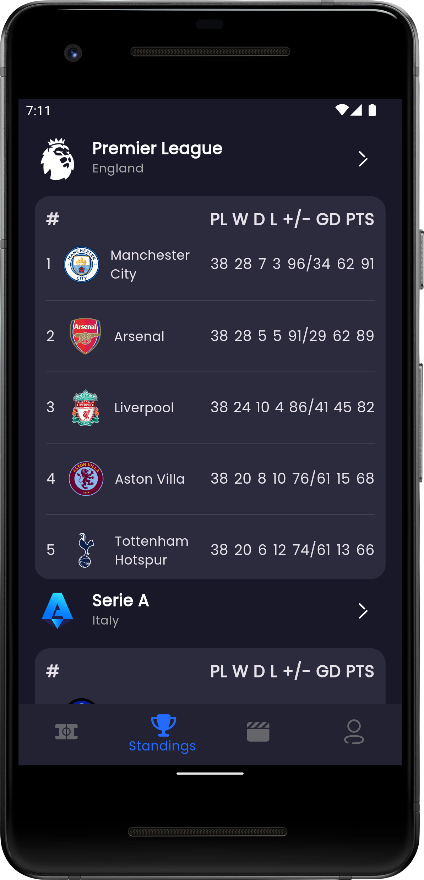 7:11
Premier League
England
# PL W D L +/- GD PTS
1 Manchester City 38 28 7 3 96/34 62 91
2 Arsenal 38 28 5 5 91/29 62 89
3 Liverpool 38 24 10 4 86/41 45 82
4 Aston Villa 38 20 8 10 76/61 15 68
5 Tottenham Hotspur 38 20 6 12 74/61 13 66
Serie A
Italy
# PL W D L +/- GD PTS
Standings